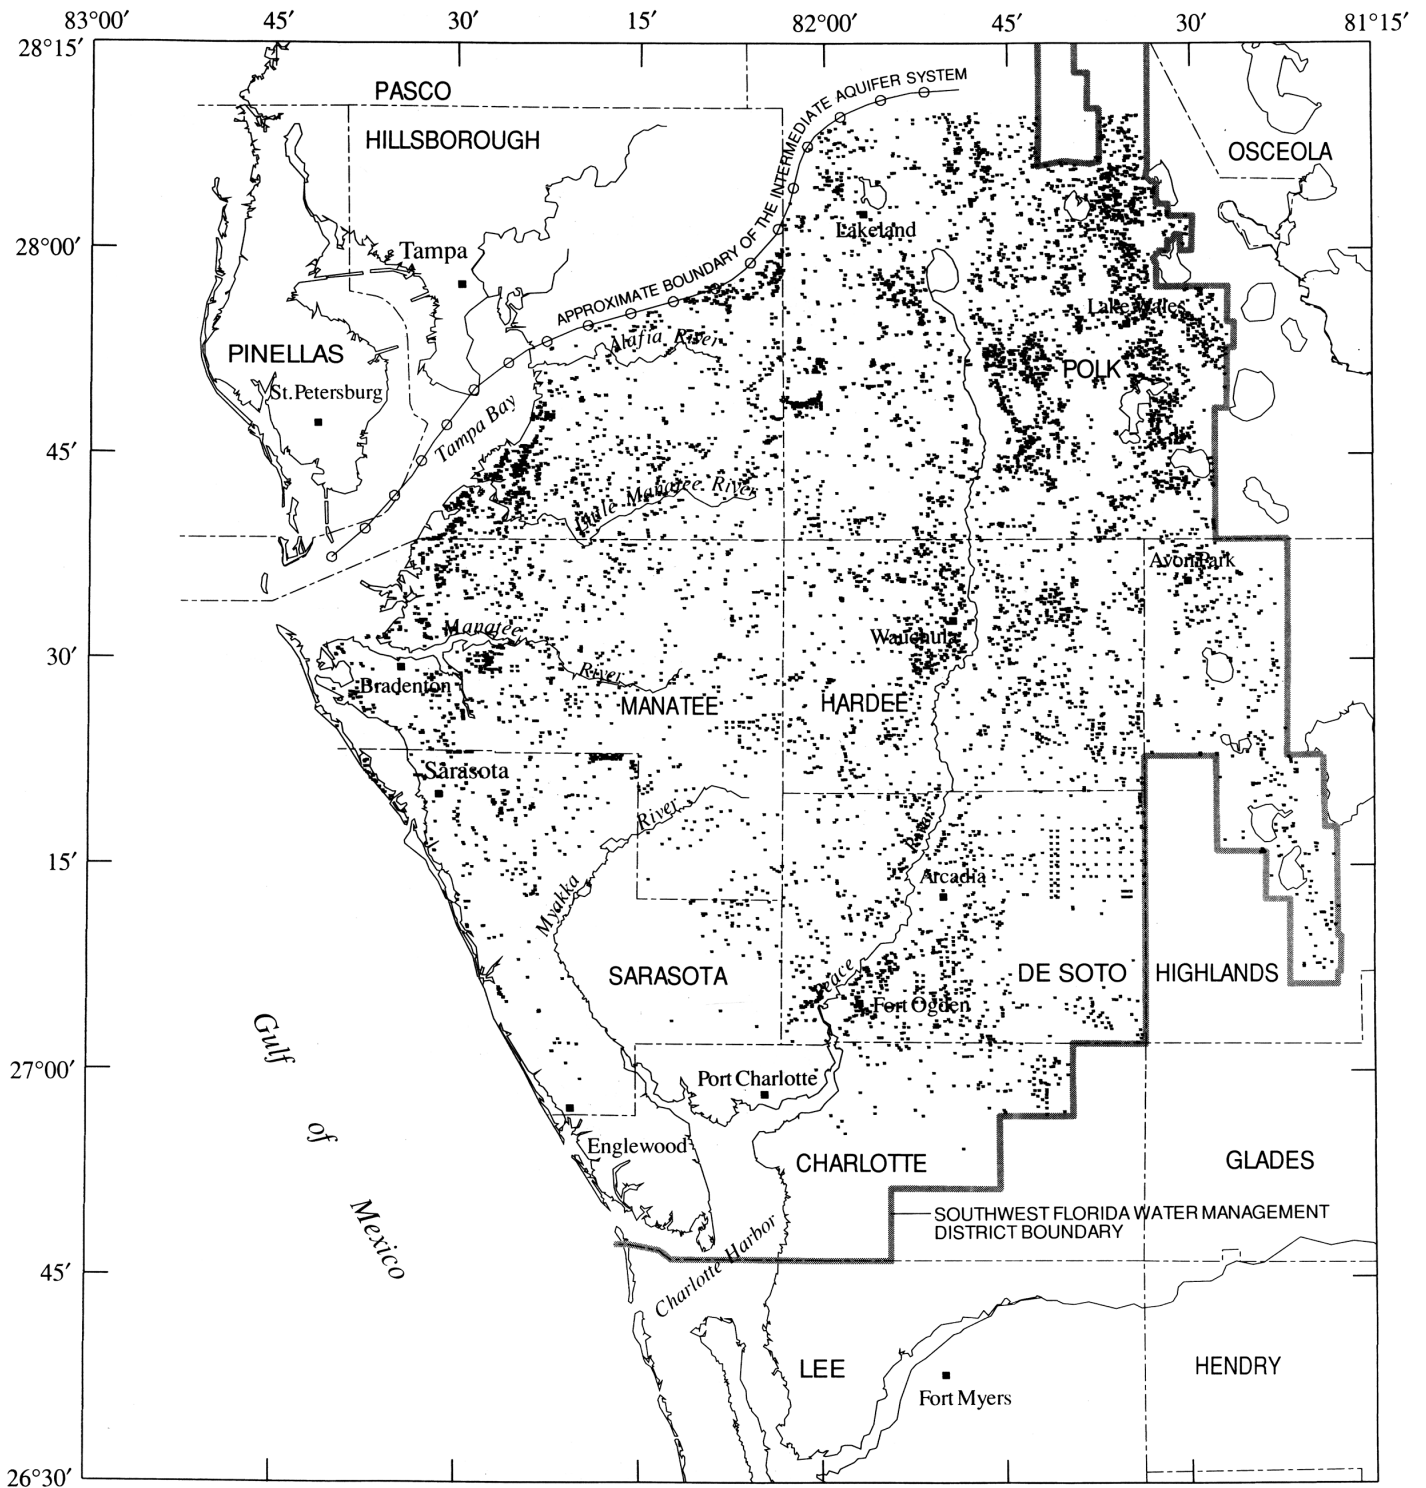 83°00′ 45′ 30′ 15′ 82°00′ 45′ 30′ 81°15′
28°15′
PASCO
APPROXIMATE BOUNDARY OF THE INTERMEDIATE AQUIFER SYSTEM
HILLSBOROUGH
OSCEOLA
Lakeland
28°00′
Tampa
Lake Wales
Alafia River
PINELLAS
POLK
St. Petersburg
Tampa Bay
45′
Little Manatee River
Avon Park
Manatee River
Wauchula
30′
Bradenton
MANATEE
HARDEE
Sarasota
Myakka River
15′
Arcadia
Peace River
SARASOTA
DE SOTO
HIGHLANDS
Fort Ogden
Gulf of Mexico
27°00′
Port Charlotte
Englewood
CHARLOTTE
GLADES
SOUTHWEST FLORIDA WATER MANAGEMENT
DISTRICT BOUNDARY
Charlotte Harbor
45′
LEE
HENDRY
Fort Myers
26°30′